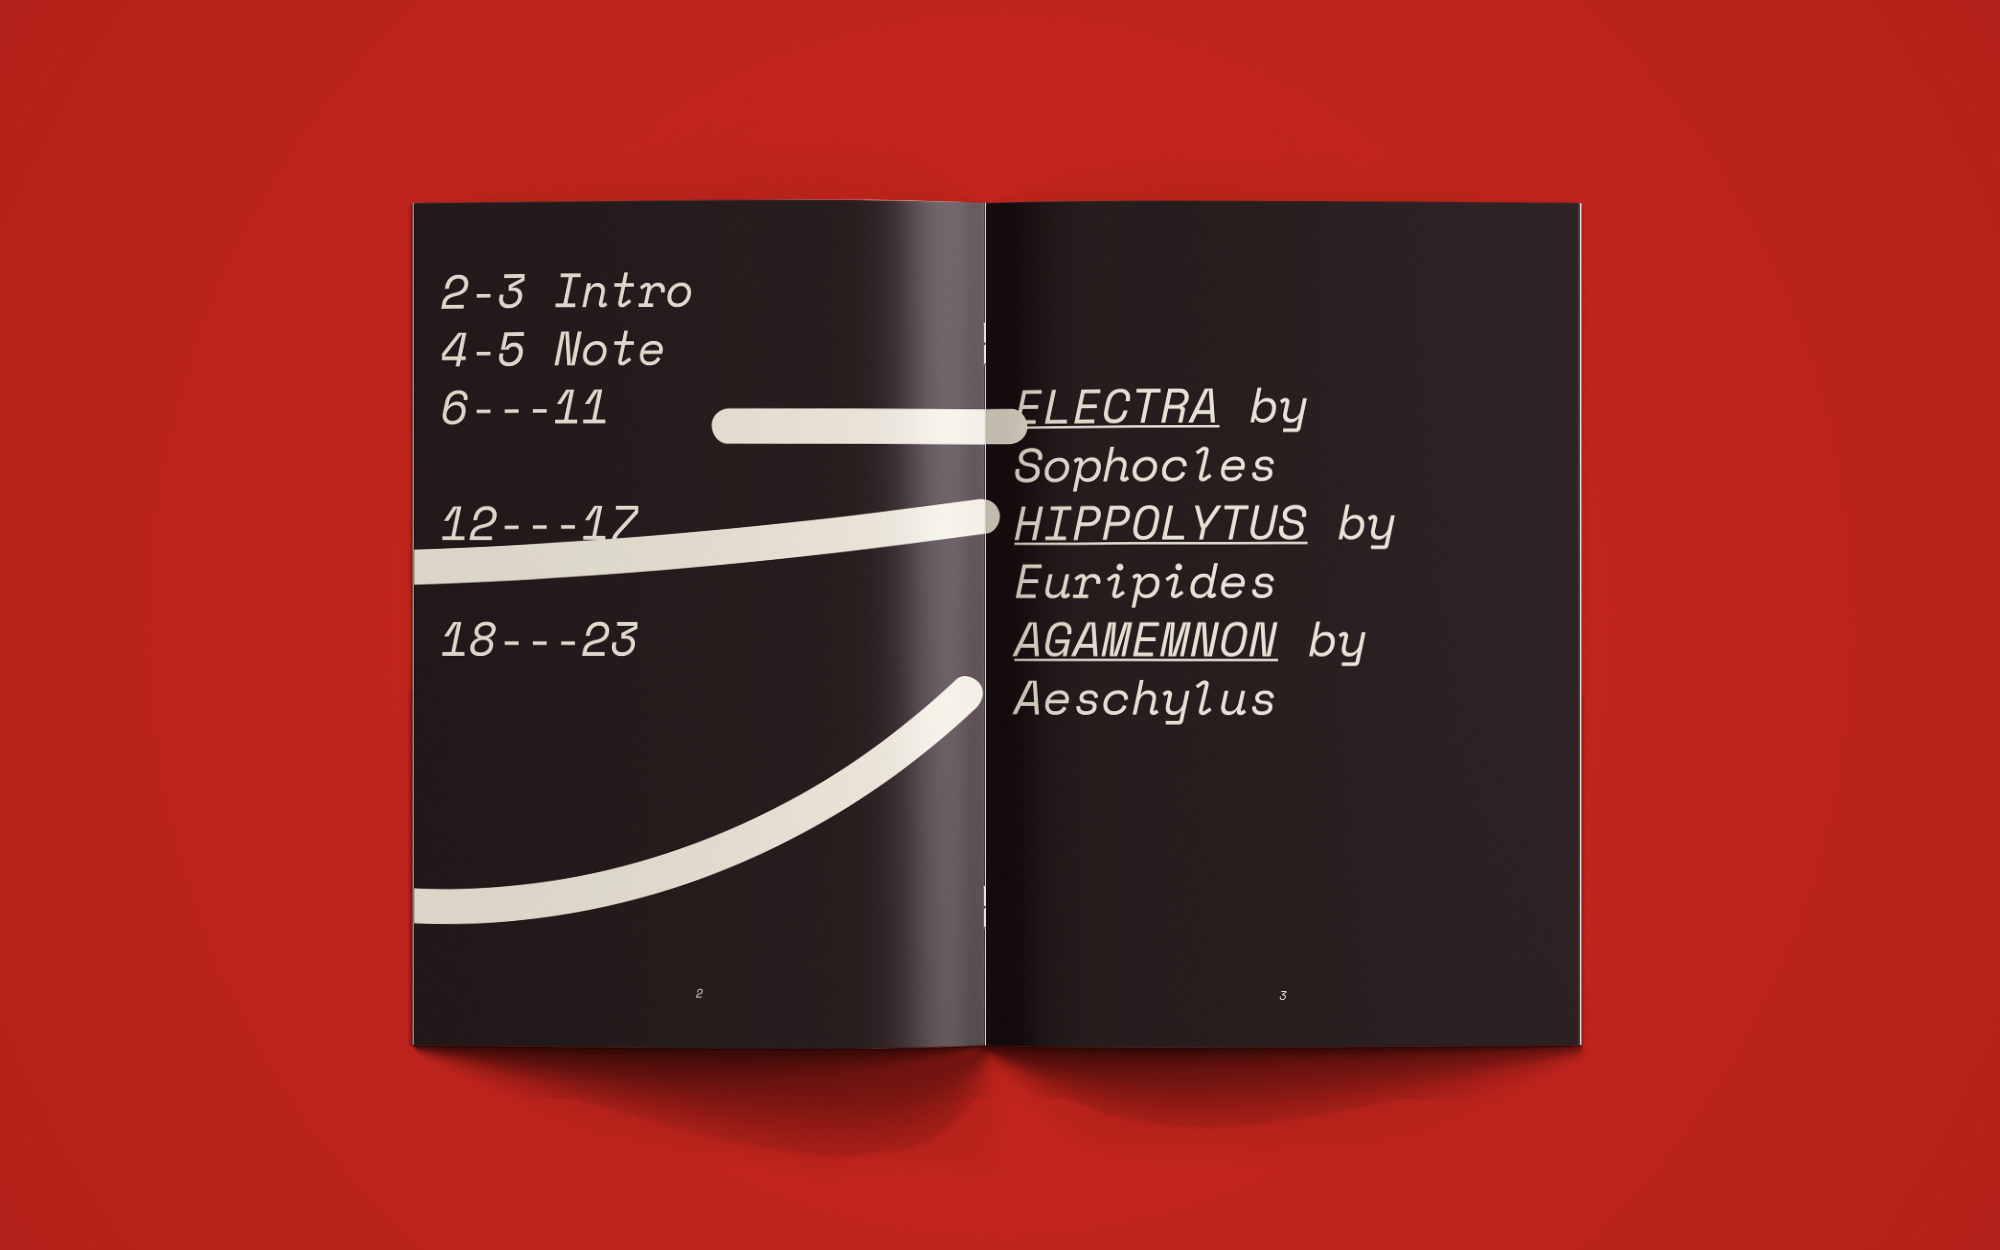 2-3 Intro
4-5 Note
6---11
12---17
18---23
2
ELECTRA by
Sophocles
HIPPOLYTUS by
Euripides
AGAMEMNON by
Aeschylus
3